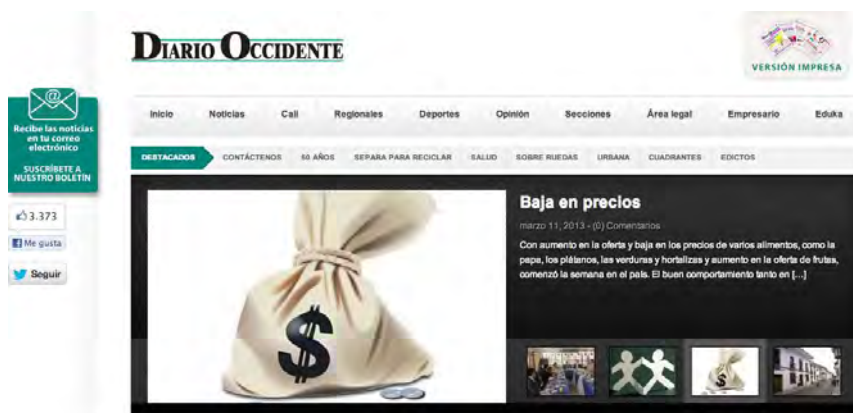 DIARIO OCCIDENTE
VERSIÓN IMPRESA
@
Recibe las noticias
en tu correo
electrónico
SUSCRÍBETE A
NUESTRO BOLETÍN
3.373
Me gusta
Seguir
Inicio Noticias Cali Regionales Deportes Opinión Secciones Área legal Empresario Eduka
DESTACADOS CONTÁCTENOS 50 AÑOS SEPARA PARA RECICLAR SALUD SOBRE RUEDAS URBANA CUADRANTES EDICTOS
$
Baja en precios
marzo 11, 2013 - (0) Comentarios
Con aumento en la oferta y baja en los precios de varios alimentos, como la
papa, los plátanos, las verduras y hortalizas y aumento en la oferta de frutas,
comenzó la semana en el país. El buen comportamiento tanto en [...]
$